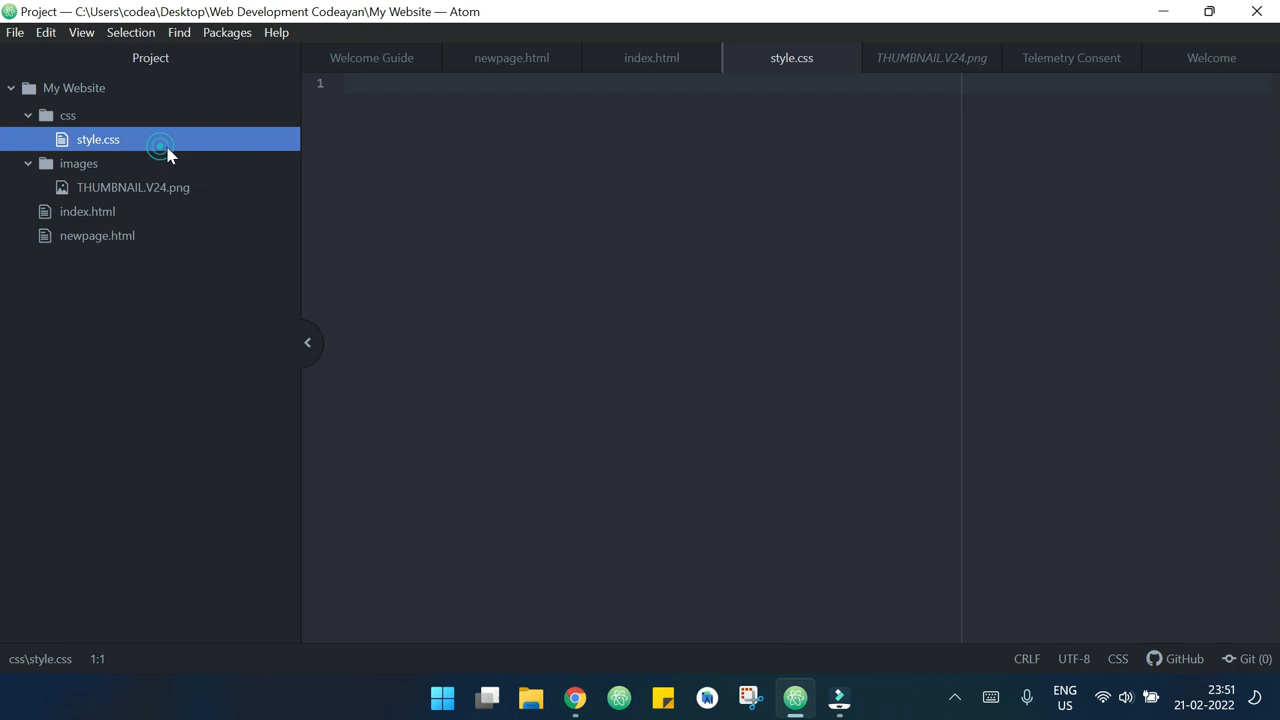 Project — C:\Users\codea\Desktop\Web Development Codeayan\My Website — Atom
File Edit View Selection Find Packages Help
Project
Welcome Guide newpage.html index.html style.css THUMBNAIL.V24.png Telemetry Consent Welcome
My Website
css
style.css
images
THUMBNAIL.V24.png
index.html
newpage.html
1
css\style.css 1:1 CRLF UTF-8 CSS GitHub Git (0)
ENG
US
23:51
21-02-2022